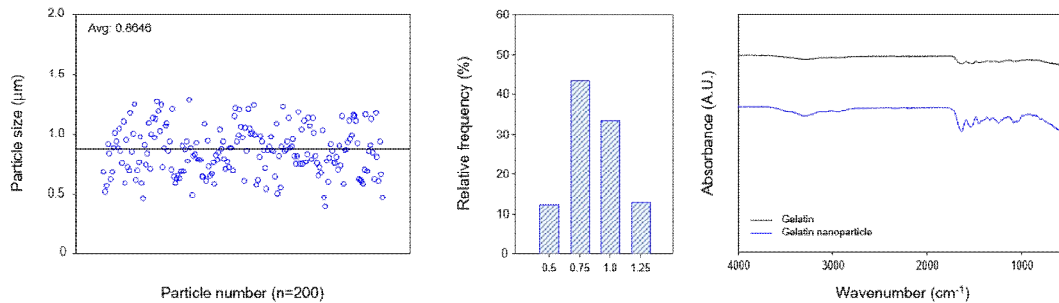 Particle size (µm)
2.0
1.5
1.0
0.5
0
Avg: 0.8646
Particle number (n=200)
Relative frequency (%)
60
50
40
30
20
10
0
0.5 0.75 1.0 1.25
Absorbance (A.U.)
Gelatin
Gelatin nanoparticle
4000 3000 2000 1000
Wavenumber (cm⁻¹)